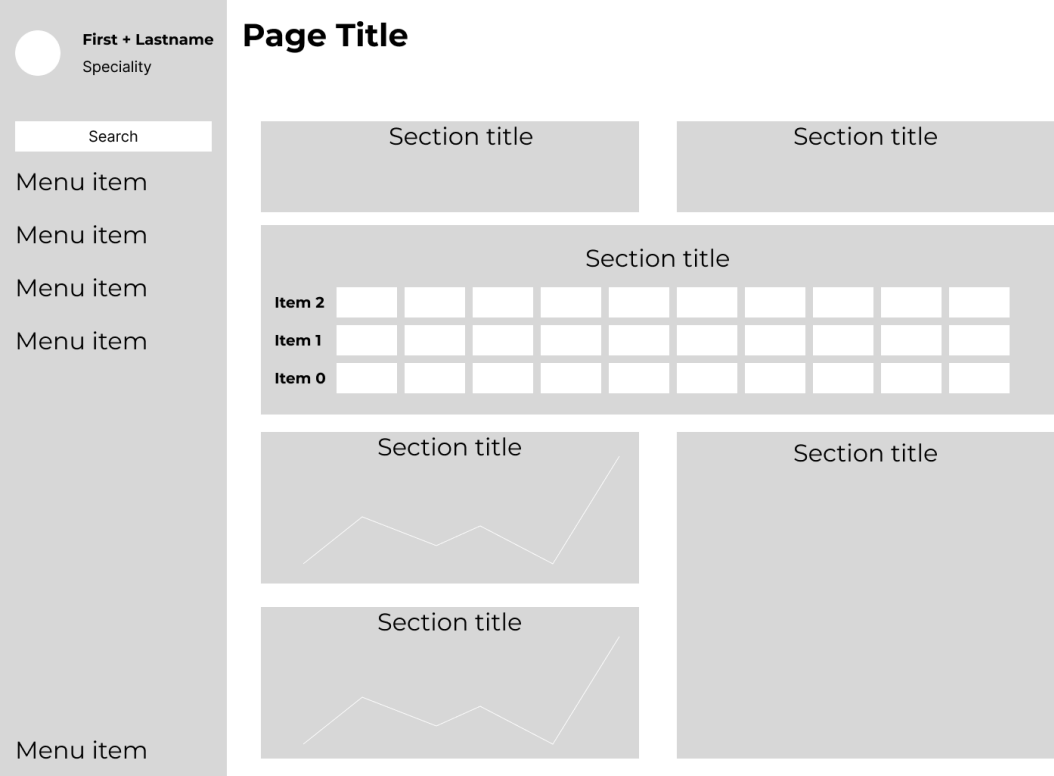 First + Lastname
Speciality
Search
Menu item
Menu item
Menu item
Menu item
Menu item
Page Title
Section title
Section title
Section title
Item 2
Item 1
Item 0
Section title
Section title
Section title